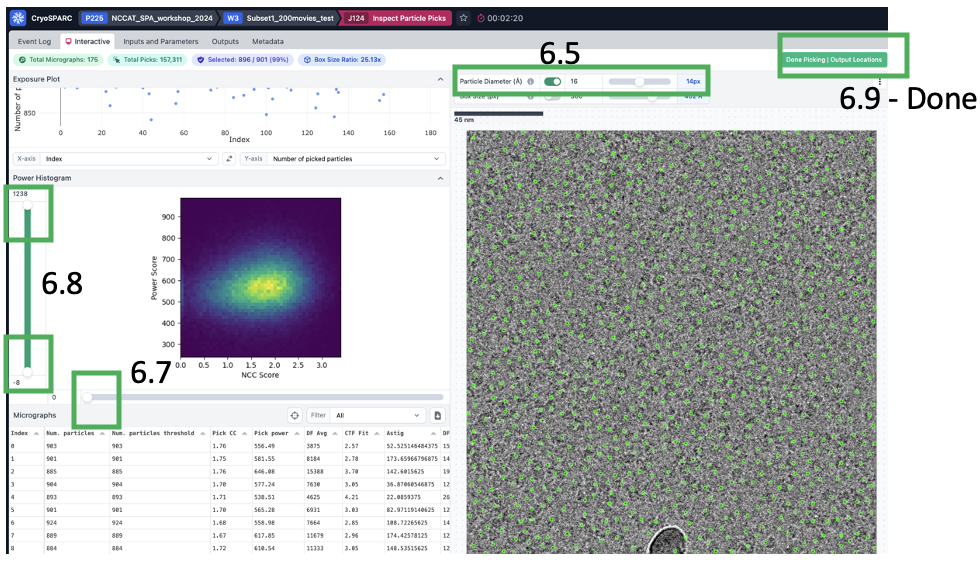 CryoSPARC P225 NCCAT_SPA_workshop_2024 W3 Subset1_200movies_test J124 Inspect Particle Picks 00:02:20
Event Log Interactive Inputs and Parameters Outputs Metadata
Total Micrographs: 175 Total Picks: 157,311 Selected: 896 / 901 (99%) Box Size Ratio: 25.13x
Done Picking | Output Locations
6.5
6.9 - Done
Exposure Plot
Particle Diameter (Å) 16 14px
45 nm
Number of p
850
0 20 40 60 80 100 120 140 160 180
Index
X-axis Index Y-axis Number of picked particles
Power Histogram
1238
6.8
-8
900
800
700
600
500
400
300
Power Score
0.0 0.5 1.0 1.5 2.0 2.5 3.0
NCC Score
6.7
0
Micrographs Filter All
Index Num. particles Num. particles threshold Pick CC Pick power DF Avg CTF Fit Astig DF
0 903 903 1.76 556.49 3875 2.57 52.525146484375 15
1 901 901 1.75 581.55 8184 2.78 173.65966796875 14
2 885 885 1.76 646.08 15388 3.70 142.6015625 19
3 904 904 1.70 577.24 7630 3.05 36.87060546875 12
4 893 893 1.71 538.51 4625 4.21 22.0859375 26
5 901 901 1.70 565.28 6931 3.03 82.97119140625 12
6 924 924 1.68 558.98 7664 2.85 108.72265625 14
7 889 889 1.67 617.85 11679 2.96 174.42578125 12
8 884 884 1.72 610.54 11333 3.05 148.53515625 12